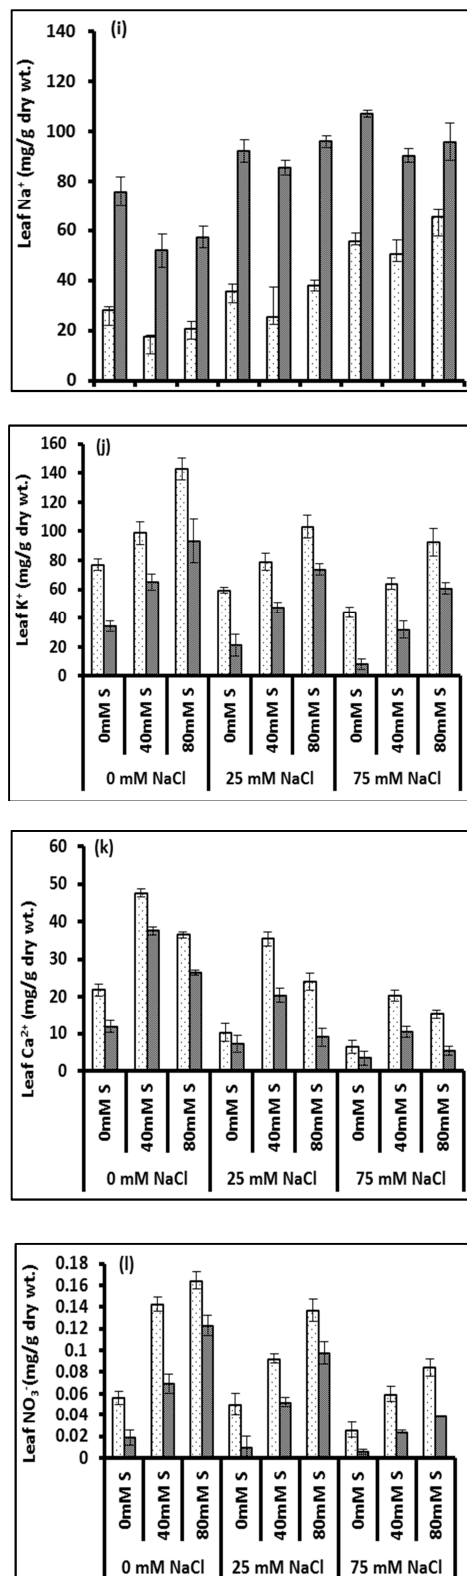 (i)
Leaf Na⁺ (mg/g dry wt.)
140
120
100
80
60
40
20
0
(j)
Leaf K⁺ (mg/g dry wt.)
160
140
120
100
80
60
40
20
0
0mM S
40mM S
80mM S
0mM S
40mM S
80mM S
0mM S
40mM S
80mM S
0 mM NaCl
25 mM NaCl
75 mM NaCl
(k)
Leaf Ca²⁺ (mg/g dry wt.)
60
50
40
30
20
10
0
0mM S
40mM S
80mM S
0mM S
40mM S
80mM S
0mM S
40mM S
80mM S
0 mM NaCl
25 mM NaCl
75 mM NaCl
(l)
Leaf NO₃⁻(mg/g dry wt.)
0.18
0.16
0.14
0.12
0.1
0.08
0.06
0.04
0.02
0
0mM S
40mM S
80mM S
0mM S
40mM S
80mM S
0mM S
40mM S
80mM S
0 mM NaCl
25 mM NaCl
75 mM NaCl